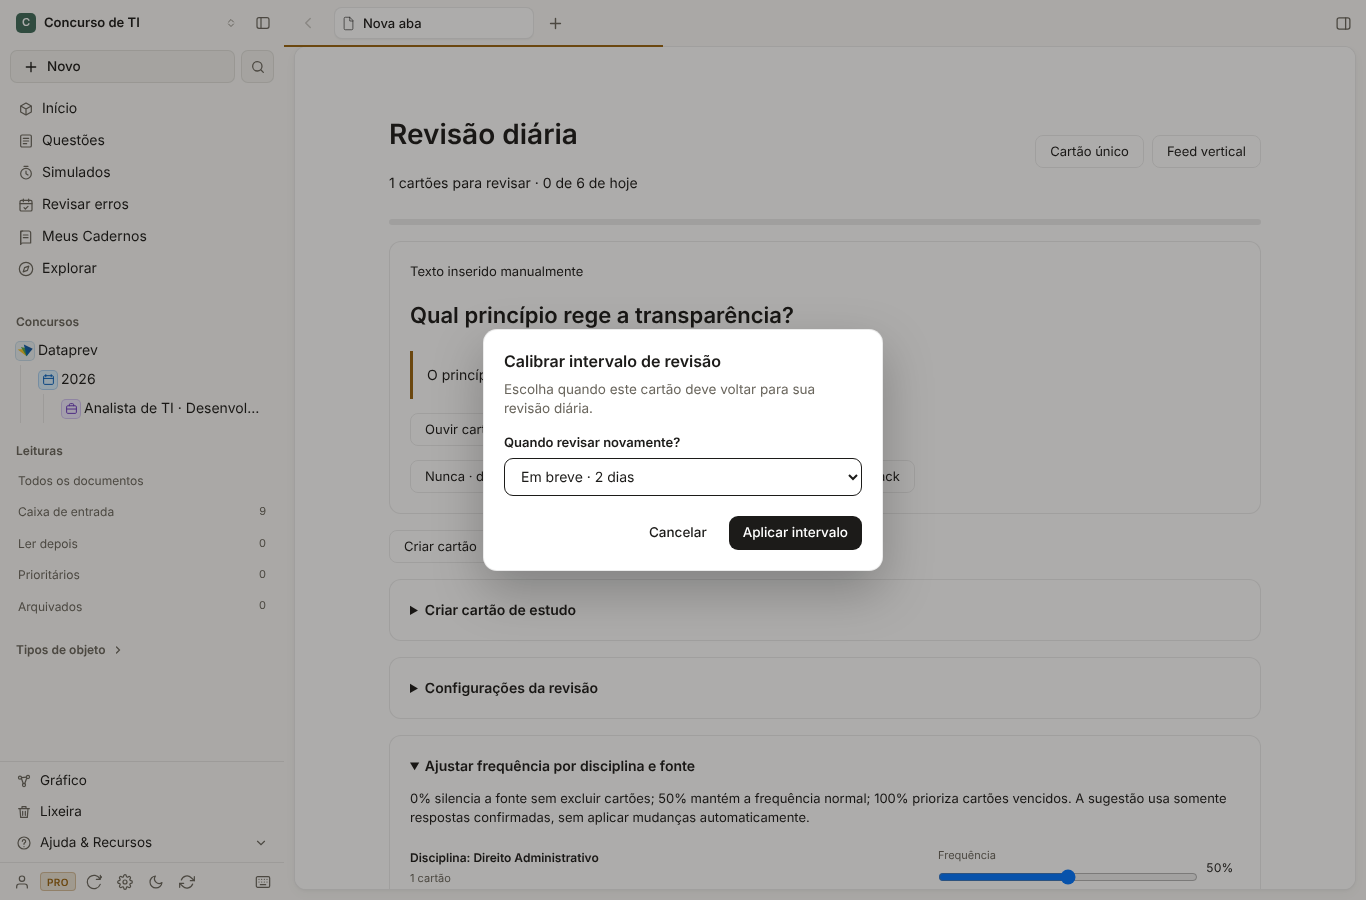 C Concurso de TI
Nova aba
Novo
Início
Questões
Simulados
Revisar erros
Meus Cadernos
Explorar
Concursos
Dataprev
2026
Analista de TI · Desenvol...
Leituras
Todos os documentos
Caixa de entrada 9
Ler depois 0
Prioritários 0
Arquivados 0
Tipos de objeto
Gráfico
Lixeira
Ajuda & Recursos
PRO
Revisão diária
Cartão único
Feed vertical
1 cartões para revisar · 0 de 6 de hoje
Texto inserido manualmente
Qual princípio rege a transparência?
Calibrar intervalo de revisão
Escolha quando este cartão deve voltar para sua
revisão diária.
Quando revisar novamente?
Em breve · 2 dias
Cancelar
Aplicar intervalo
Ouvir
Nunca
Criar cartão
Criar cartão de estudo
Configurações da revisão
Ajustar frequência por disciplina e fonte
0% silencia a fonte sem excluir cartões; 50% mantém a frequência normal; 100% prioriza cartões vencidos. A sugestão usa somente
respostas confirmadas, sem aplicar mudanças automaticamente.
Disciplina: Direito Administrativo
1 cartão
Frequência
50%